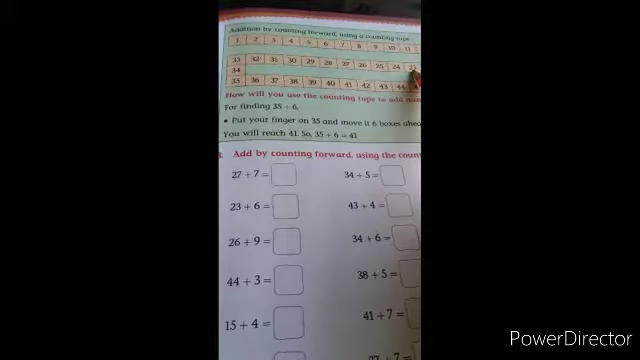 Addition by counting forward, using a counting tape
1 2 3 4 5 6 7 8 9 10 11
33 32 31 30 29 28 27 26 25 24 23
34
35 36 37 38 39 40 41 42 43 44
How will you use the counting tape to add
For finding 35 + 6,
• Put your finger on 35 and move it 6 boxes
You will reach 41. So, 35 + 6 = 41
Add by counting forward, using the
27 + 7 = 34 + 5 =
23 + 6 = 43 + 4 =
26 + 9 = 34 + 6 =
44 + 3 = 38 + 5 =
15 + 4 = 41 + 7 =
27 + 7 =
PowerDirector